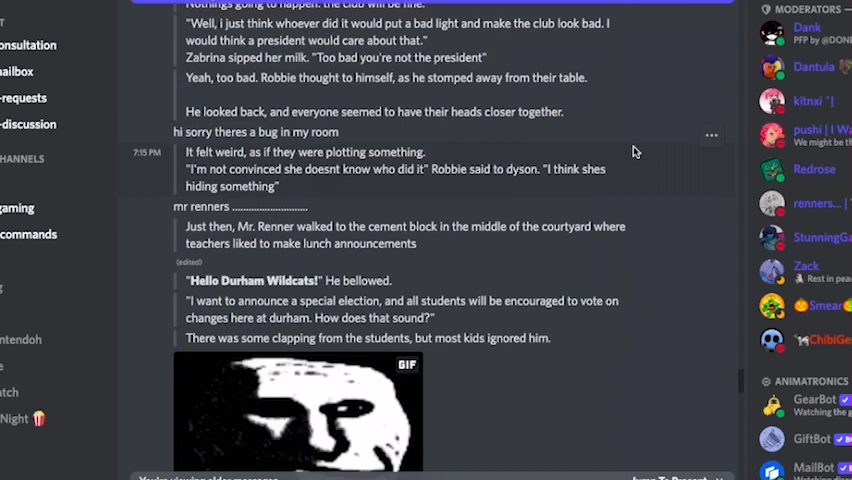 Nothings going to happen. the club will be fine.
"Well, i just think whoever did it would put a bad light and make the club look bad. I
would think a president would care about that."
Zabrina sipped her milk. "Too bad you're not the president"
Yeah, too bad. Robbie thought to himself, as he stomped away from their table.
He looked back, and everyone seemed to have their heads closer together.
hi sorry theres a bug in my room
7:15 PM
It felt weird, as if they were plotting something.
"I'm not convinced she doesnt know who did it" Robbie said to dyson. "I think shes
hiding something"
mr renners ............................
Just then, Mr. Renner walked to the cement block in the middle of the courtyard where
teachers liked to make lunch announcements
(edited)
"Hello Durham Wildcats!" He bellowed.
"I want to announce a special election, and all students will be encouraged to vote on
changes here at durham. How does that sound?"
There was some clapping from the students, but most kids ignored him.
GIF
You're viewing older messages
Jump To Present
onsultation
ailbox
-requests
-discussion
HANNELS
gaming
commands
ntendoh
atch
Night
MODERATORS
Dank
PFP by @DONE
Dantula
kitnxi ~|
pushi | I Wa
We might be th
Redrose
renners... | T
StunningGa
Zack
Rest in peac
Smear
ChibiGe
ANIMATRONICS
GearBot
Watching the g
GiftBot
MailBot
Watching